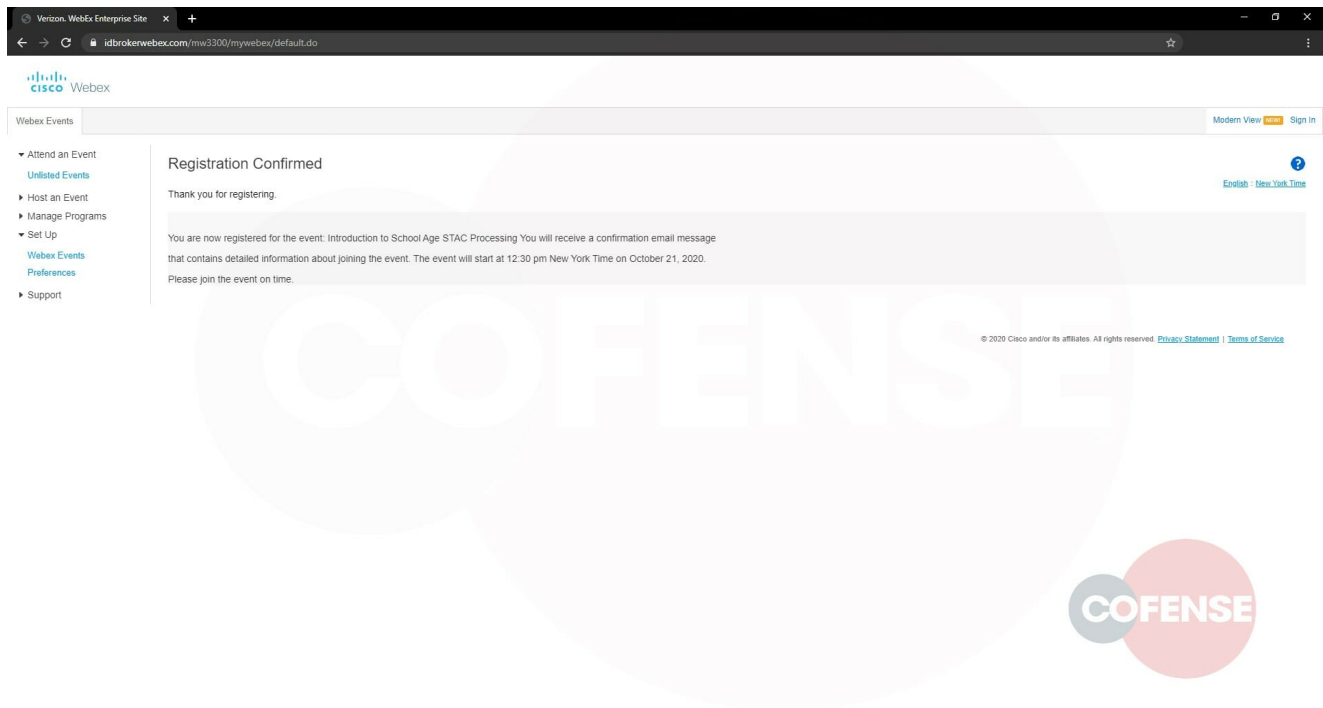 Verizon. WebEx Enterprise Site
idbrokerwebex.com/mw3300/mywebex/default.do
CISCO Webex
Webex Events
Modern View NEW! Sign In
Attend an Event
Unlisted Events
Host an Event
Manage Programs
Set Up
Webex Events
Preferences
Support
Registration Confirmed
English : New York Time
Thank you for registering.
You are now registered for the event: Introduction to School Age STAC Processing You will receive a confirmation email message
that contains detailed information about joining the event. The event will start at 12:30 pm New York Time on October 21, 2020.
Please join the event on time.
© 2020 Cisco and/or its affiliates. All rights reserved. Privacy Statement | Terms of Service
COFENSE
COFENSE